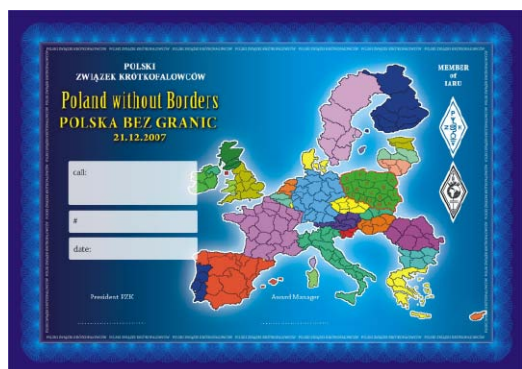 POLSKI
ZWIĄZEK KRÓTKOFALOWCÓW
Poland without Borders
POLSKA BEZ GRANIC
21.12.2007
MEMBER
of
IARU
call:
#
date:
President PZK
Award Manager